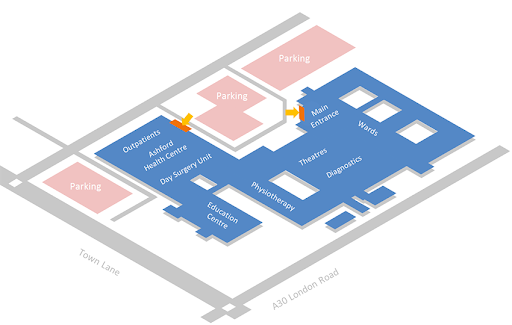 Parking
Parking
Main
Entrance
Wards
Outpatients
Ashford
Health Centre
Day Surgery Unit
Theatres
Diagnostics
Parking
Physiotherapy
Education
Centre
Town Lane
A30 London Road